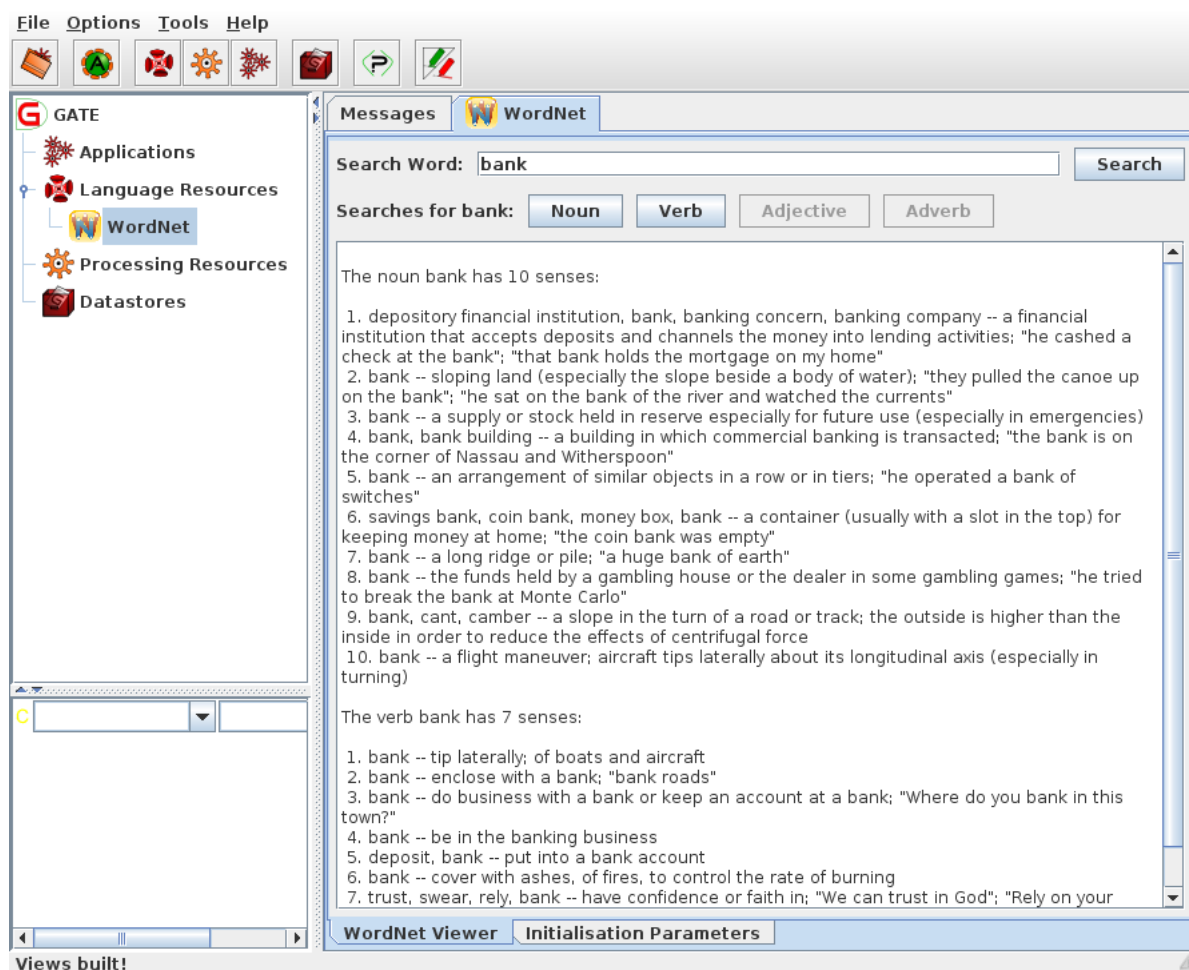 File Options Tools Help
GATE
Applications
Language Resources
WordNet
Processing Resources
Datastores
C
Messages WordNet
Search Word: bank Search
Searches for bank: Noun Verb Adjective Adverb
The noun bank has 10 senses:
1. depository financial institution, bank, banking concern, banking company -- a financial
institution that accepts deposits and channels the money into lending activities; "he cashed a
check at the bank"; "that bank holds the mortgage on my home"
2. bank -- sloping land (especially the slope beside a body of water); "they pulled the canoe up
on the bank"; "he sat on the bank of the river and watched the currents"
3. bank -- a supply or stock held in reserve especially for future use (especially in emergencies)
4. bank, bank building -- a building in which commercial banking is transacted; "the bank is on
the corner of Nassau and Witherspoon"
5. bank -- an arrangement of similar objects in a row or in tiers; "he operated a bank of
switches"
6. savings bank, coin bank, money box, bank -- a container (usually with a slot in the top) for
keeping money at home; "the coin bank was empty"
7. bank -- a long ridge or pile; "a huge bank of earth"
8. bank -- the funds held by a gambling house or the dealer in some gambling games; "he tried
to break the bank at Monte Carlo"
9. bank, cant, camber -- a slope in the turn of a road or track; the outside is higher than the
inside in order to reduce the effects of centrifugal force
10. bank -- a flight maneuver; aircraft tips laterally about its longitudinal axis (especially in
turning)
The verb bank has 7 senses:
1. bank -- tip laterally; of boats and aircraft
2. bank -- enclose with a bank; "bank roads"
3. bank -- do business with a bank or keep an account at a bank; "Where do you bank in this
town?"
4. bank -- be in the banking business
5. deposit, bank -- put into a bank account
6. bank -- cover with ashes, of fires, to control the rate of burning
7. trust, swear, rely, bank -- have confidence or faith in; "We can trust in God"; "Rely on your
WordNet Viewer Initialisation Parameters
Views built!